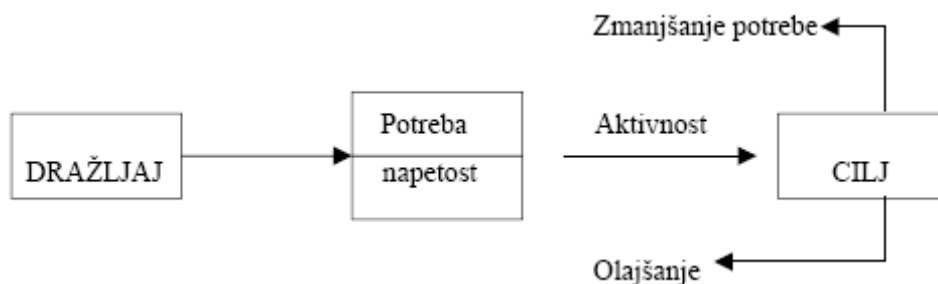 Zmanjšanje potrebe
DRAŽLJAJ
Potreba
napetost
Aktivnost
CILJ
Olajšanje